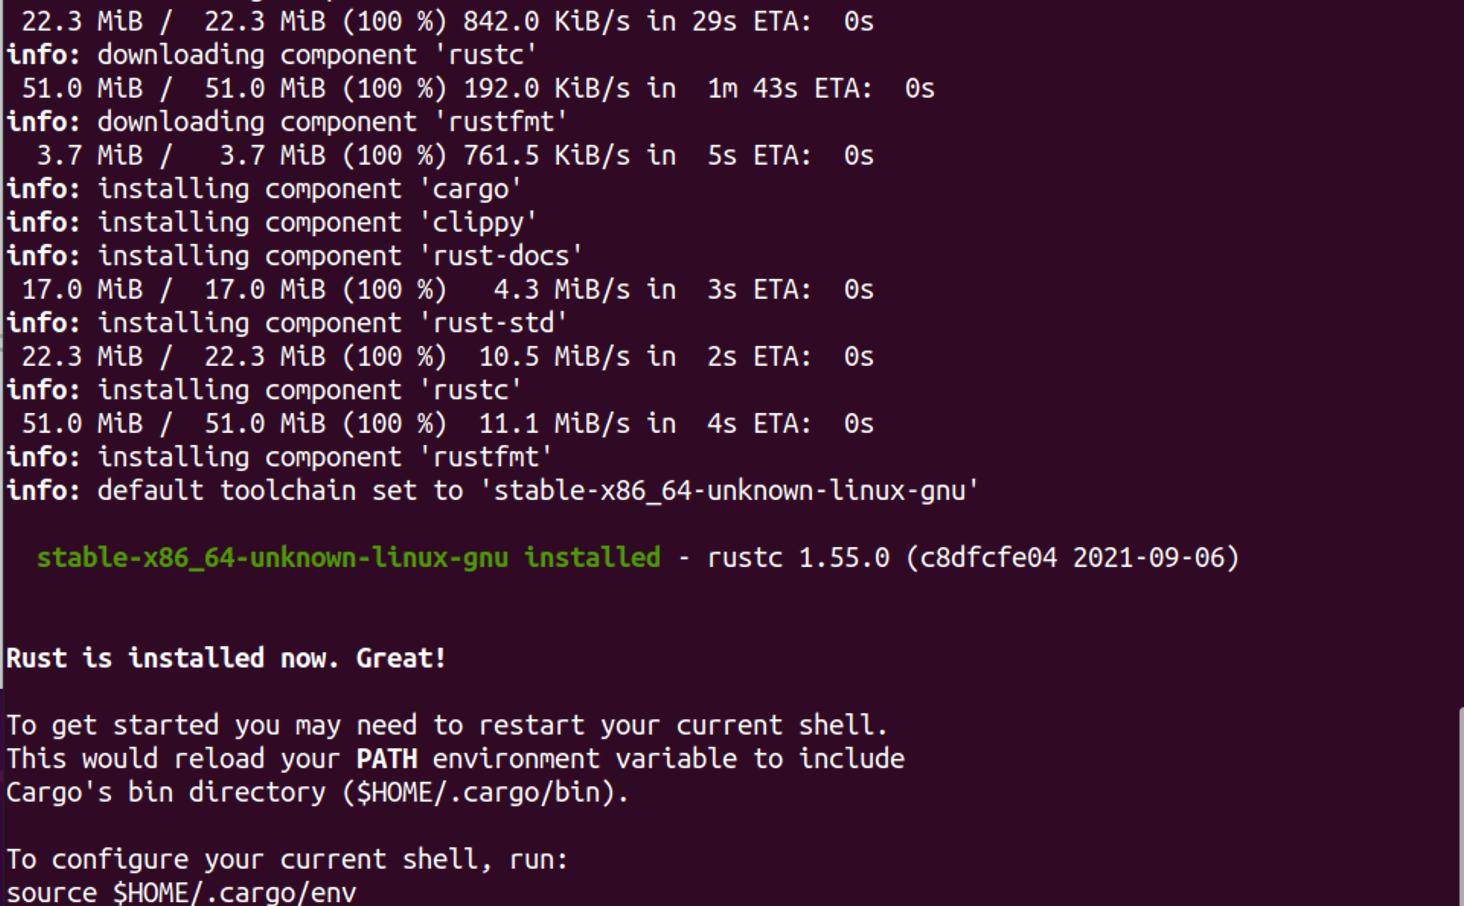 22.3 MiB /  22.3 MiB (100 %) 842.0 KiB/s in 29s ETA:  0s
info: downloading component 'rustc'
 51.0 MiB /  51.0 MiB (100 %) 192.0 KiB/s in  1m 43s ETA:  0s
info: downloading component 'rustfmt'
  3.7 MiB /   3.7 MiB (100 %) 761.5 KiB/s in  5s ETA:  0s
info: installing component 'cargo'
info: installing component 'clippy'
info: installing component 'rust-docs'
 17.0 MiB /  17.0 MiB (100 %)   4.3 MiB/s in  3s ETA:  0s
info: installing component 'rust-std'
 22.3 MiB /  22.3 MiB (100 %)  10.5 MiB/s in  2s ETA:  0s
info: installing component 'rustc'
 51.0 MiB /  51.0 MiB (100 %)  11.1 MiB/s in  4s ETA:  0s
info: installing component 'rustfmt'
info: default toolchain set to 'stable-x86_64-unknown-linux-gnu'
  stable-x86_64-unknown-linux-gnu installed - rustc 1.55.0 (c8dfcfe04 2021-09-06)
Rust is installed now. Great!
To get started you may need to restart your current shell.
This would reload your PATH environment variable to include
Cargo's bin directory ($HOME/.cargo/bin).
To configure your current shell, run:
source $HOME/.cargo/env